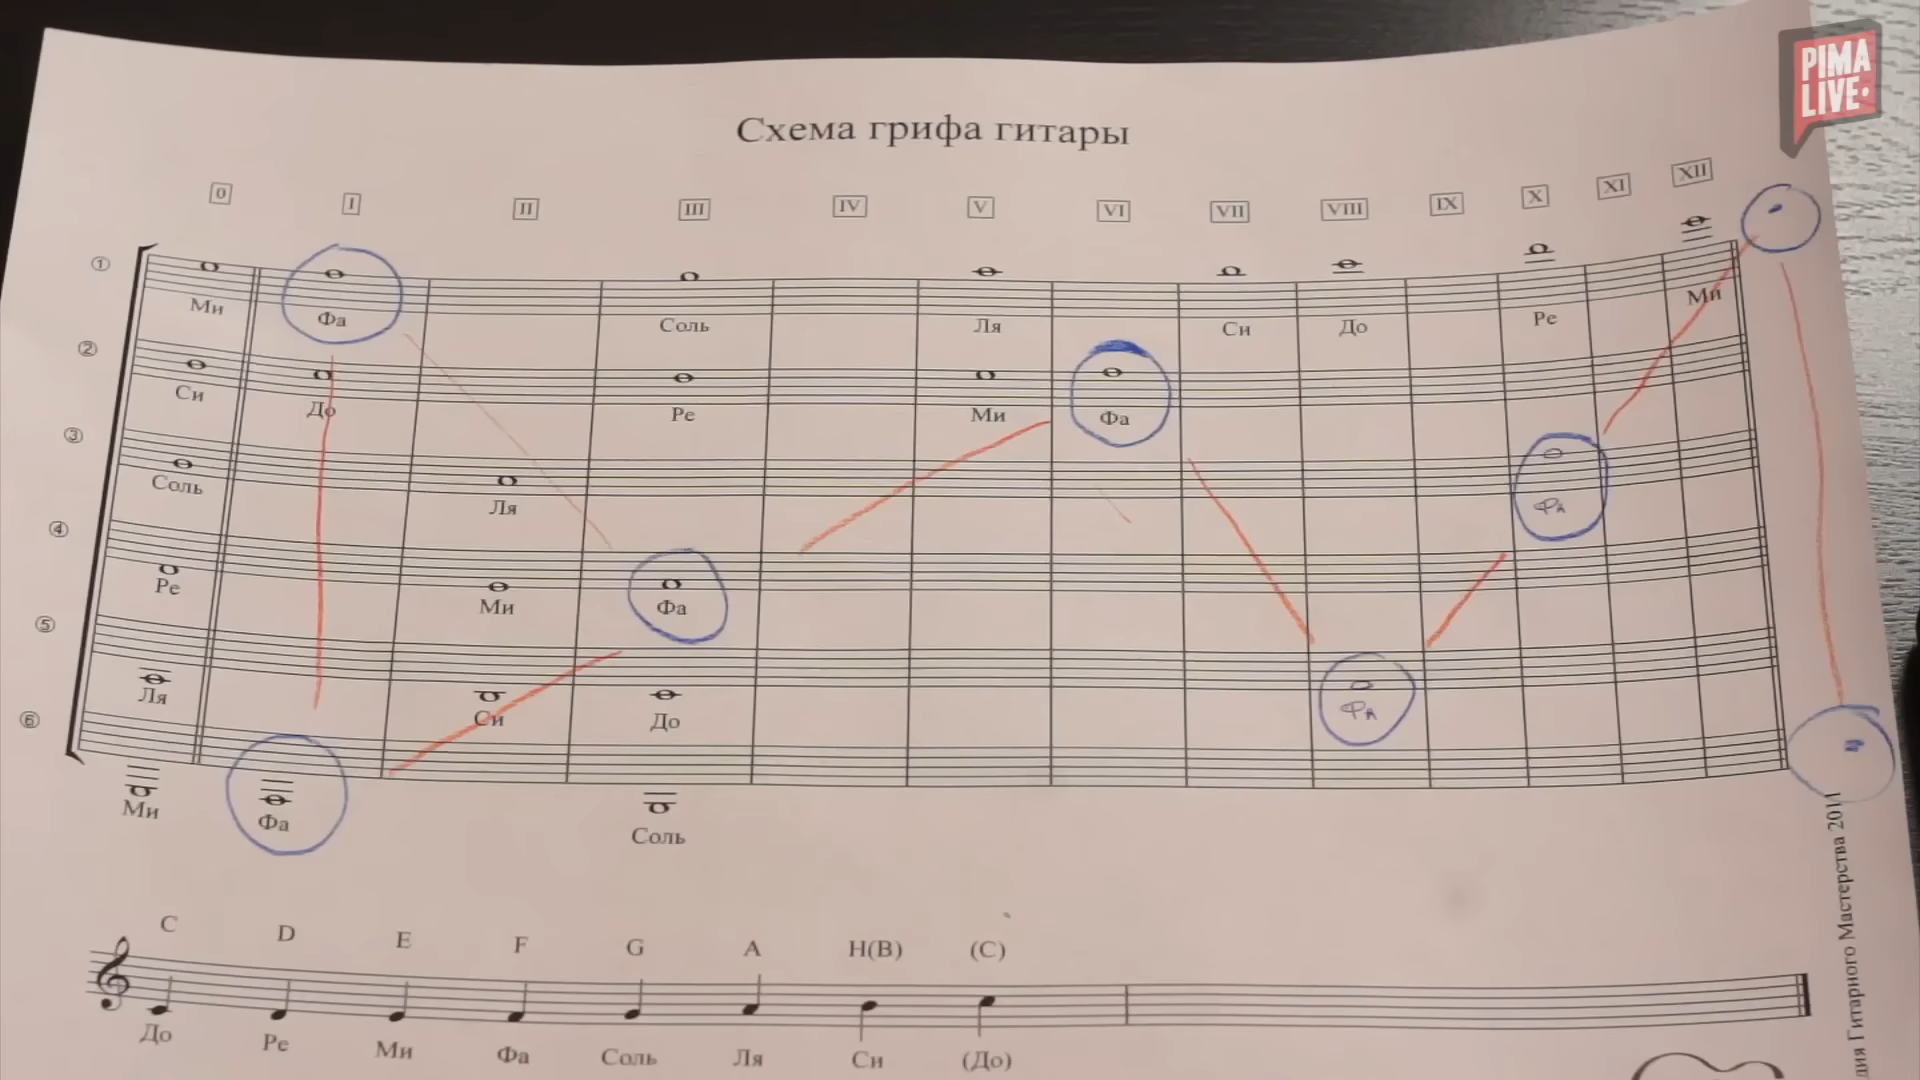 PIMA
LIVE
Схема грифа гитары
0 I II III IV V VI VII VIII IX X XI XII
①
Ми Фа Соль Ля Си До Ре Ми
②
Си До Ре Ми Фа
③
Соль Ля Фа
④
Ре Ми Фа
⑤
Ля Си До Фа
⑥
Ми Фа Соль
C D E F G A H(B) (C)
До Ре Ми Фа Соль Ля Си (До)
Гитарного Мастерства 2011